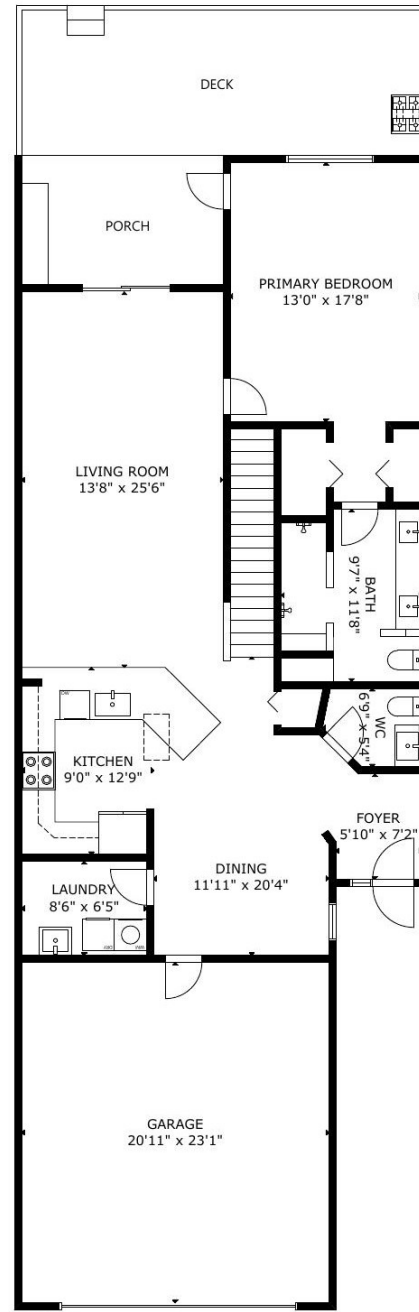 DECK
PORCH
PRIMARY BEDROOM
13'0" x 17'8"
LIVING ROOM
13'8" x 25'6"
BATH
9'7" x 11'8"
WC
6'9" x 5'4"
DW
KITCHEN
9'0" x 12'9"
FOYER
5'10" x 7'2"
DINING
11'11" x 20'4"
LAUNDRY
8'6" x 6'5"
GARAGE
20'11" x 23'1"